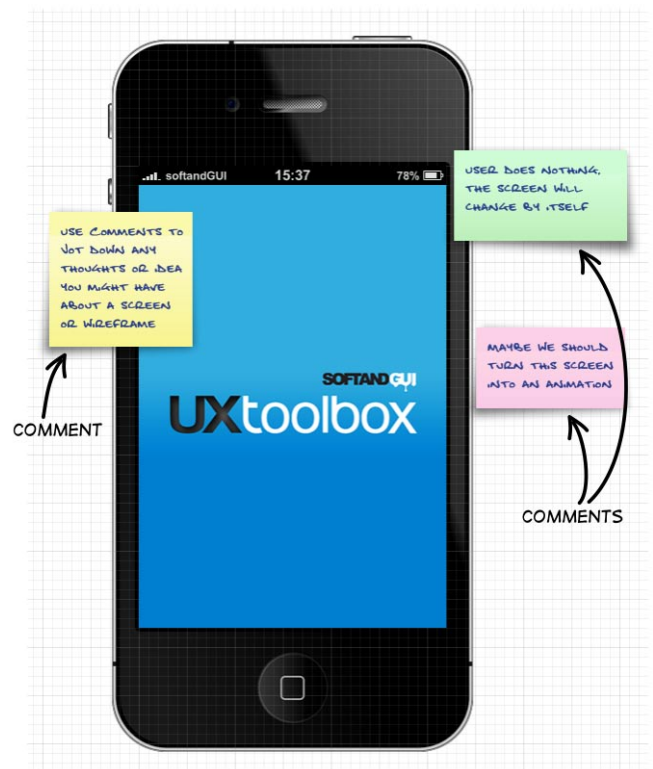 softandGUI 15:37 78%
USER DOES NOTHING,
THE SCREEN WILL
CHANGE BY ITSELF
USE COMMENTS TO
JOT DOWN ANY
THOUGHTS OR IDEA
YOU MIGHT HAVE
ABOUT A SCREEN
OR WIREFRAME
MAYBE WE SHOULD
TURN THIS SCREEN
INTO AN ANIMATION
SOFTANDGUI
UXtoolbox
COMMENT
COMMENTS